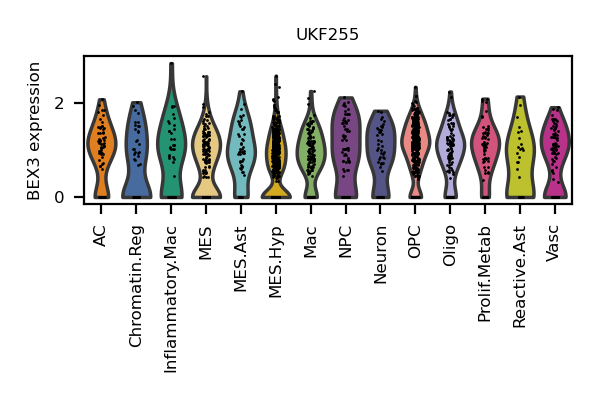 UKF255
BEX3 expression
2
0
AC
Chromatin.Reg
Inflammatory.Mac
MES
MES.Ast
MES.Hyp
Mac
NPC
Neuron
OPC
Oligo
Prolif.Metab
Reactive.Ast
Vasc